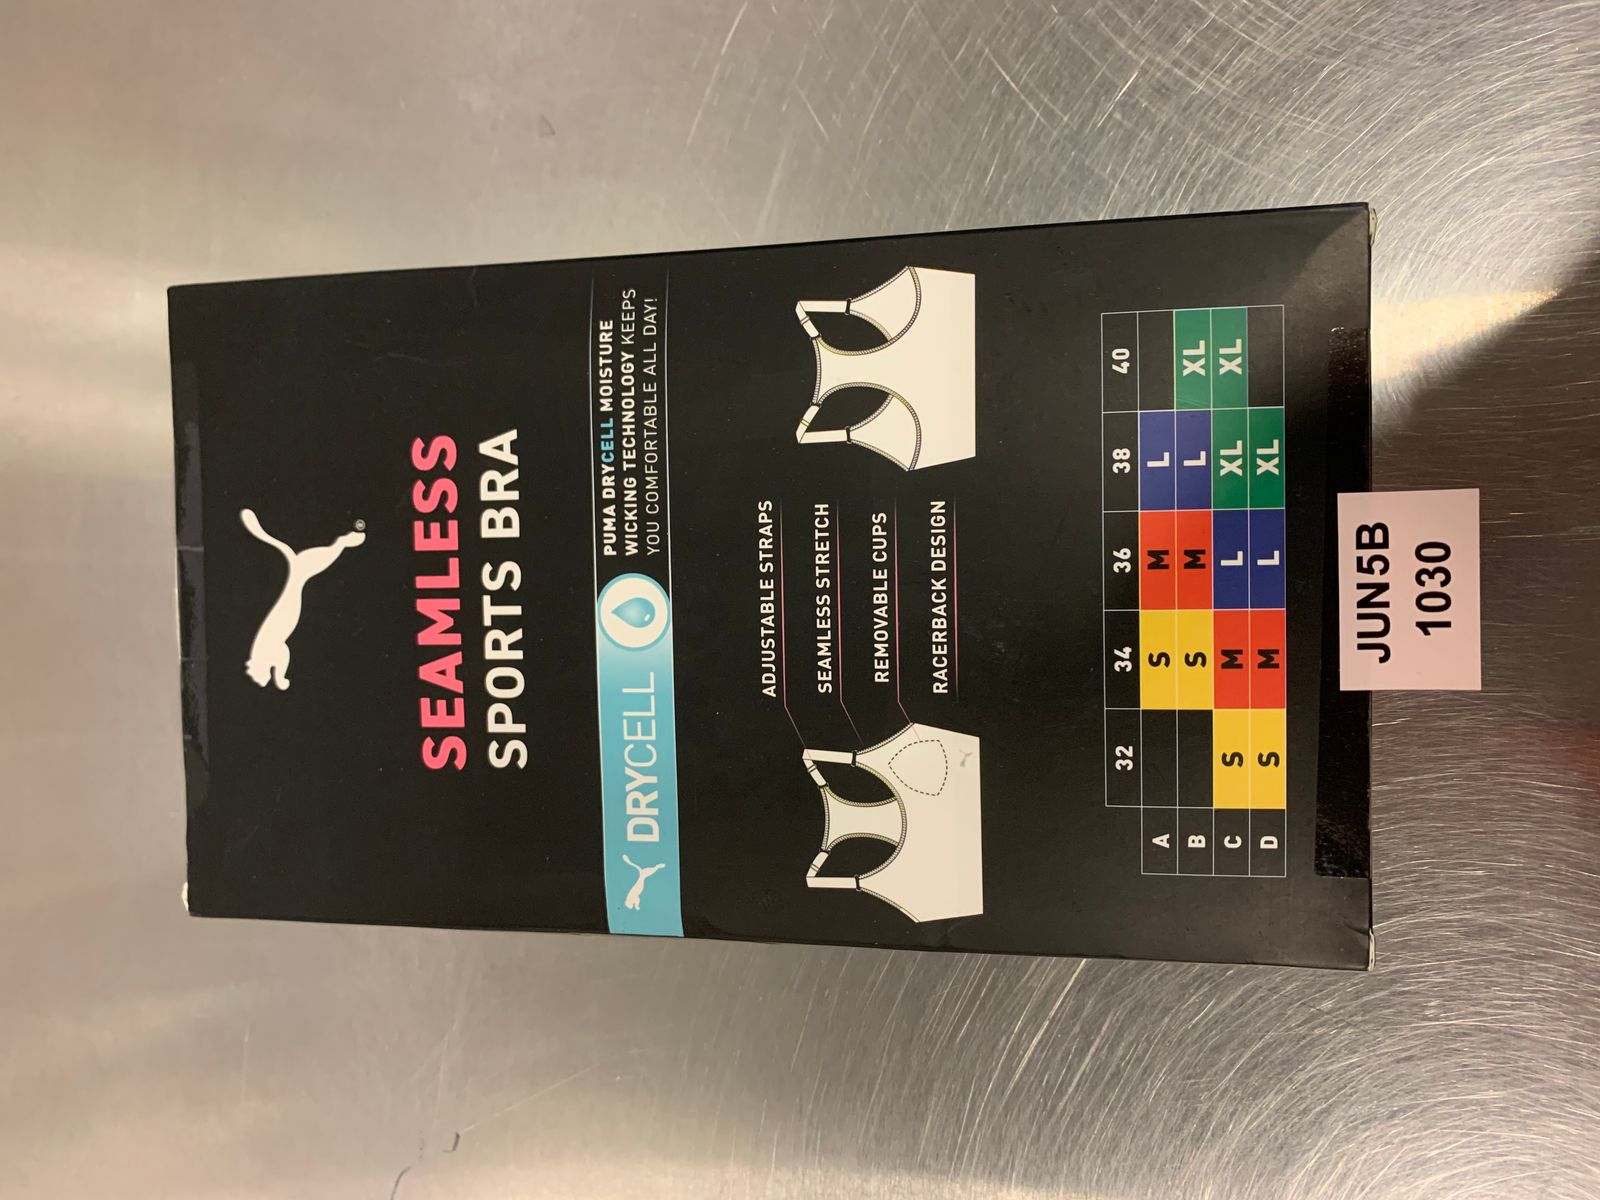 ®
SEAMLESS
SPORTS BRA
DRYCELL
PUMA DRYCELL MOISTURE
WICKING TECHNOLOGY KEEPS
YOU COMFORTABLE ALL DAY!
ADJUSTABLE STRAPS
SEAMLESS STRETCH
REMOVABLE CUPS
RACERBACK DESIGN
32 34 36 38 40
A S M L
B S M L XL
C S M L XL XL
D S M L XL
JUN5B
1030